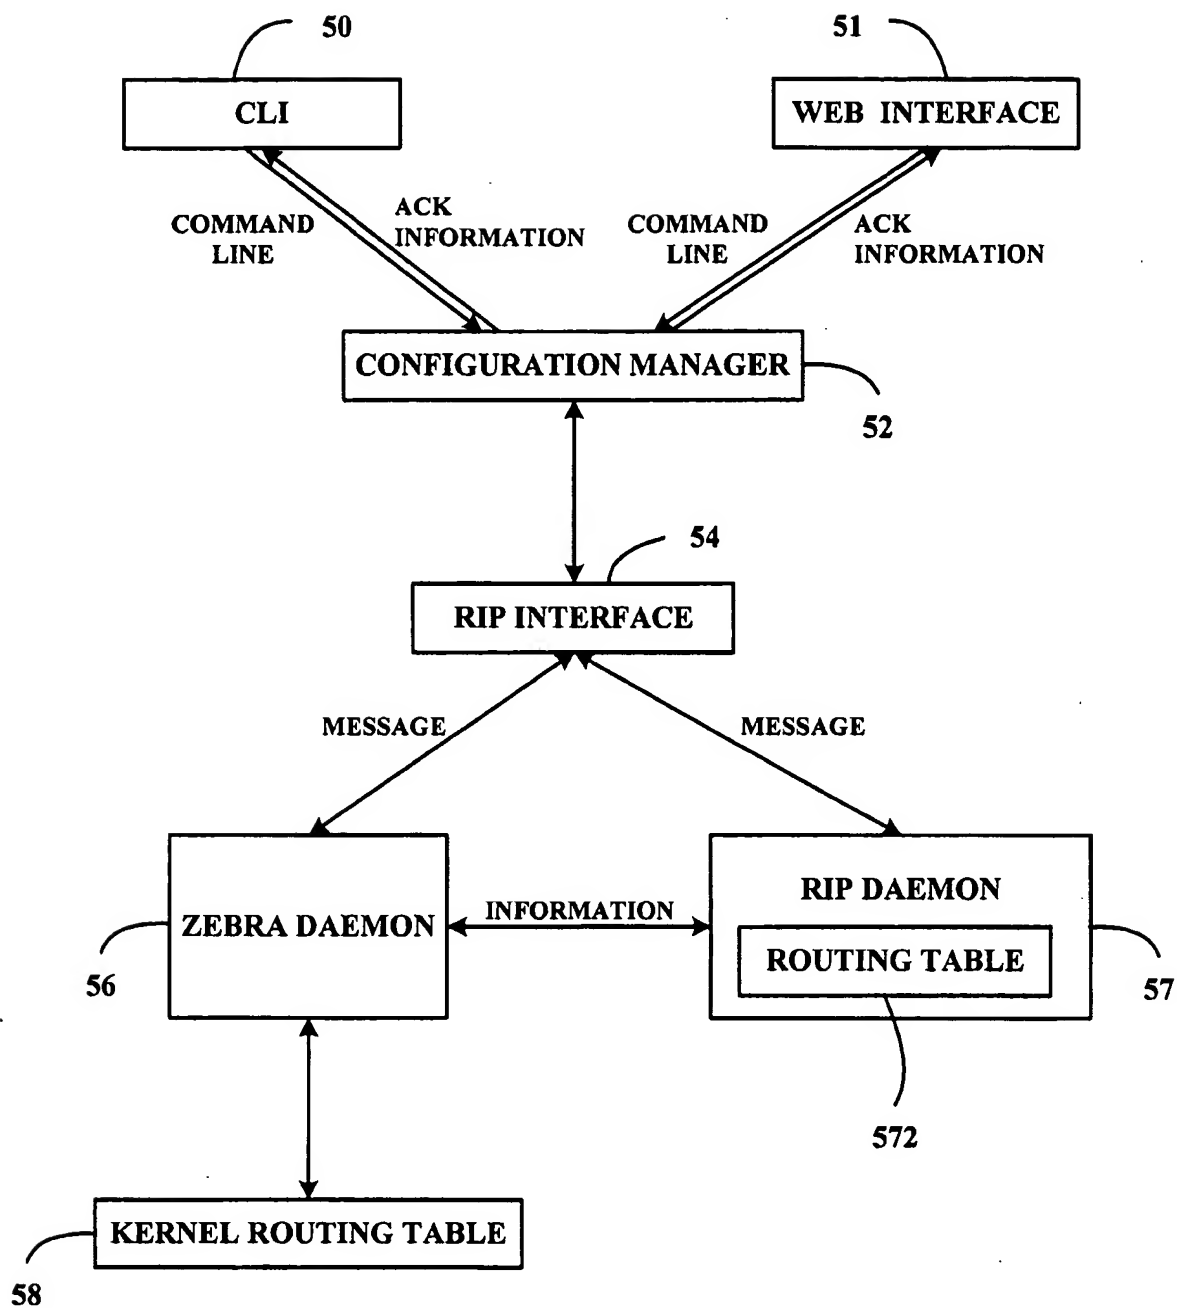 50
51
CLI
WEB INTERFACE
COMMAND
LINE
ACK
INFORMATION
COMMAND
LINE
ACK
INFORMATION
CONFIGURATION MANAGER
52
54
RIP INTERFACE
MESSAGE
MESSAGE
ZEBRA DAEMON
INFORMATION
RIP DAEMON
ROUTING TABLE
56
57
572
KERNEL ROUTING TABLE
58